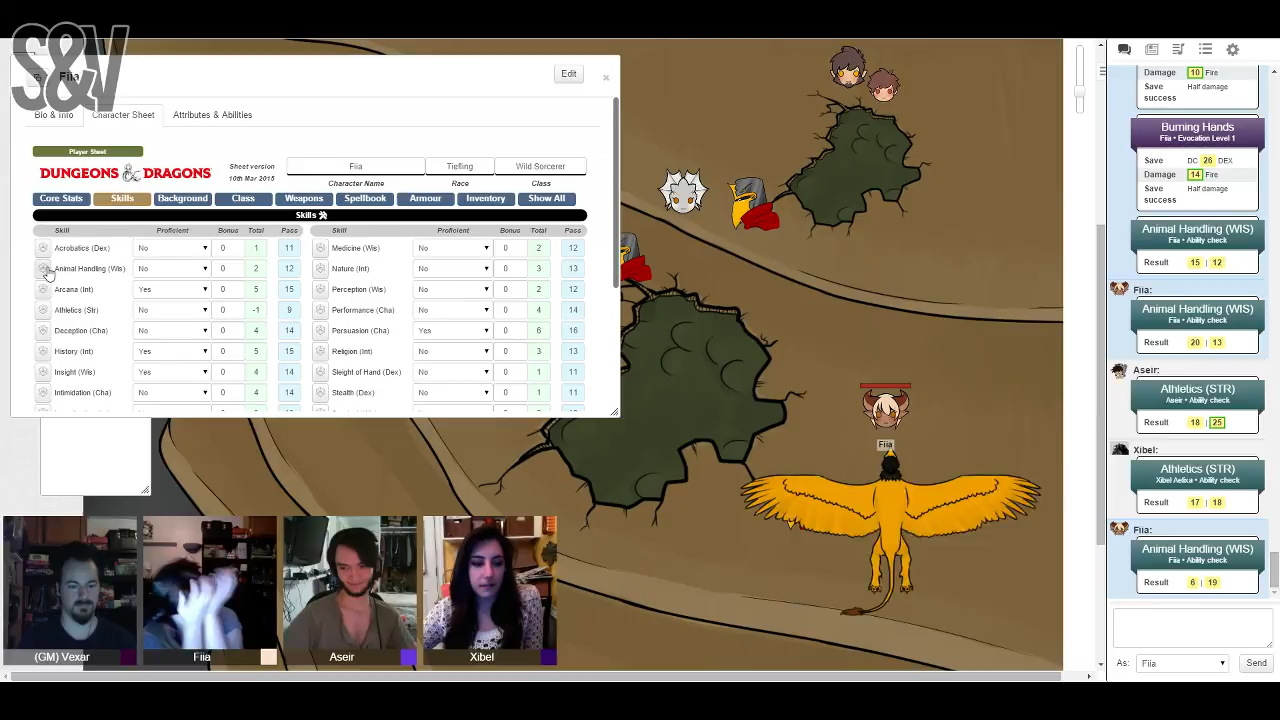 S&V
Fiia
Edit
×
Bio & Info
Character Sheet
Attributes & Abilities
Player Sheet
DUNGEONS & DRAGONS
Sheet version
10th Mar 2015
Fiia
Tiefling
Wild Sorcerer
Character Name
Race
Class
Core Stats
Skills
Background
Class
Weapons
Spellbook
Armour
Inventory
Show All
Skills
Skill Proficient Bonus Total Pass Skill Proficient Bonus Total Pass
Acrobatics (Dex) No 0 1 11 Medicine (Wis) No 0 2 12
Animal Handling (Wis) No 0 2 12 Nature (Int) No 0 3 13
Arcana (Int) Yes 0 5 15 Perception (Wis) No 0 2 12
Athletics (Str) No 0 -1 9 Performance (Cha) No 0 4 14
Deception (Cha) No 0 4 14 Persuasion (Cha) Yes 0 6 16
History (Int) Yes 0 5 15 Religion (Int) No 0 3 13
Insight (Wis) Yes 0 4 14 Sleight of Hand (Dex) No 0 1 11
Intimidation (Cha) No 0 4 14 Stealth (Dex) No 0 1 11
Fiia
(GM) Vexar
Fiia
Aseir
Xibel
Damage 10 Fire
Save Half damage
success
Burning Hands
Fiia • Evocation Level 1
Save DC 26 DEX
Damage 14 Fire
Save Half damage
success
Animal Handling (WIS)
Fiia • Ability check
Result 15 | 12
Fiia:
Animal Handling (WIS)
Fiia • Ability check
Result 20 | 13
Aseir:
Athletics (STR)
Aseir • Ability check
Result 18 | 25
Xibel:
Athletics (STR)
Xibel Aelixa • Ability check
Result 17 | 18
Fiia:
Animal Handling (WIS)
Fiia • Ability check
Result 6 | 19
As: Fiia
Send